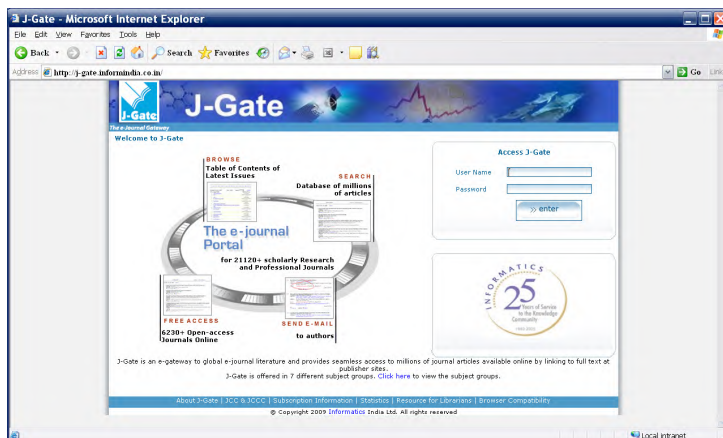 J-Gate - Microsoft Internet Explorer
File Edit View Favorites Tools Help
Back Search Favorites
Address http://j-gate.informindia.co.in/ Go Link
J-Gate
J-Gate
The e-Journal Gateway
Welcome to J-Gate
BROWSE
Table of Contents of
Latest Issues
SEARCH
Database of millions
of articles
The e-journal
Portal
for 21120+ scholarly Research
and Professional Journals
FREE ACCESS
6230+ Open-access
Journals Online
SEND E-MAIL
to authors
Access J-Gate
User Name
Password
>> enter
INFORMATICS
25
Years of Service
to the Knowledge
Community
J-Gate is an e-gateway to global e-journal literature and provides seamless access to millions of journal articles available online by linking to full text at
publisher sites.
J-Gate is offered in 7 different subject groups. Click here to view the subject groups.
About J-Gate | JCC & JCCC | Subscription Information | Statistics | Resource for Librarians | Browser Compatibility
© Copyright 2009 Informatics India Ltd. All rights reserved
Local intranet